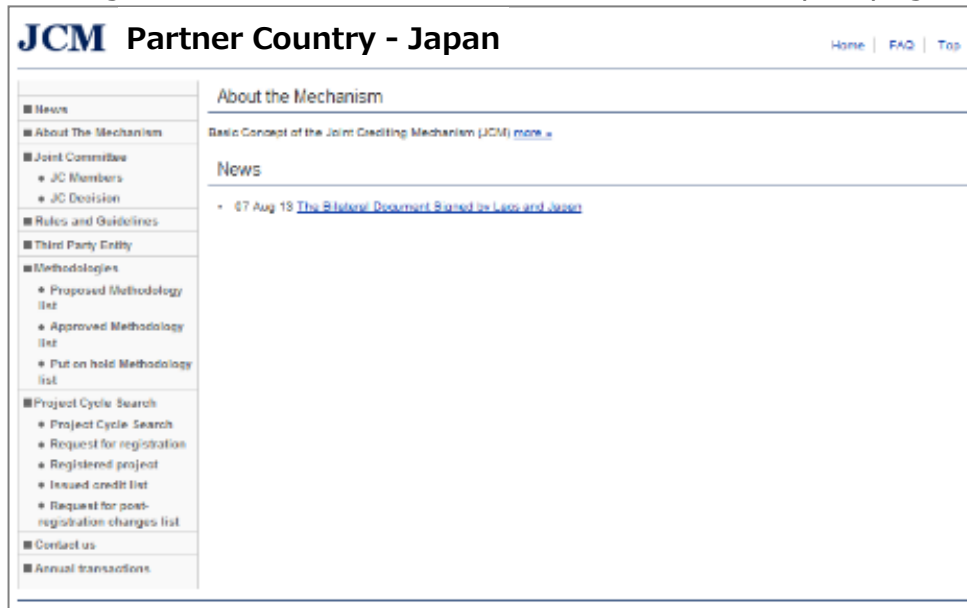 JCM Partner Country - Japan
Home | FAQ | Top
■ News
■ About The Mechanism
■ Joint Committee
● JC Members
● JC Decision
■ Rules and Guidelines
■ Third Party Entity
■ Methodologies
● Proposed Methodology
list
● Approved Methodology
list
● Put on hold Methodology
list
■ Project Cycle Search
● Project Cycle Search
● Request for registration
● Registered project
● Issued credit list
● Request for post-
registration changes list
■ Contact us
■ Annual transactions
About the Mechanism
Basic Concept of the Joint Crediting Mechanism (JCM) more »
News
• 07 Aug 13 The Bilateral Document Signed by Laos and Japan